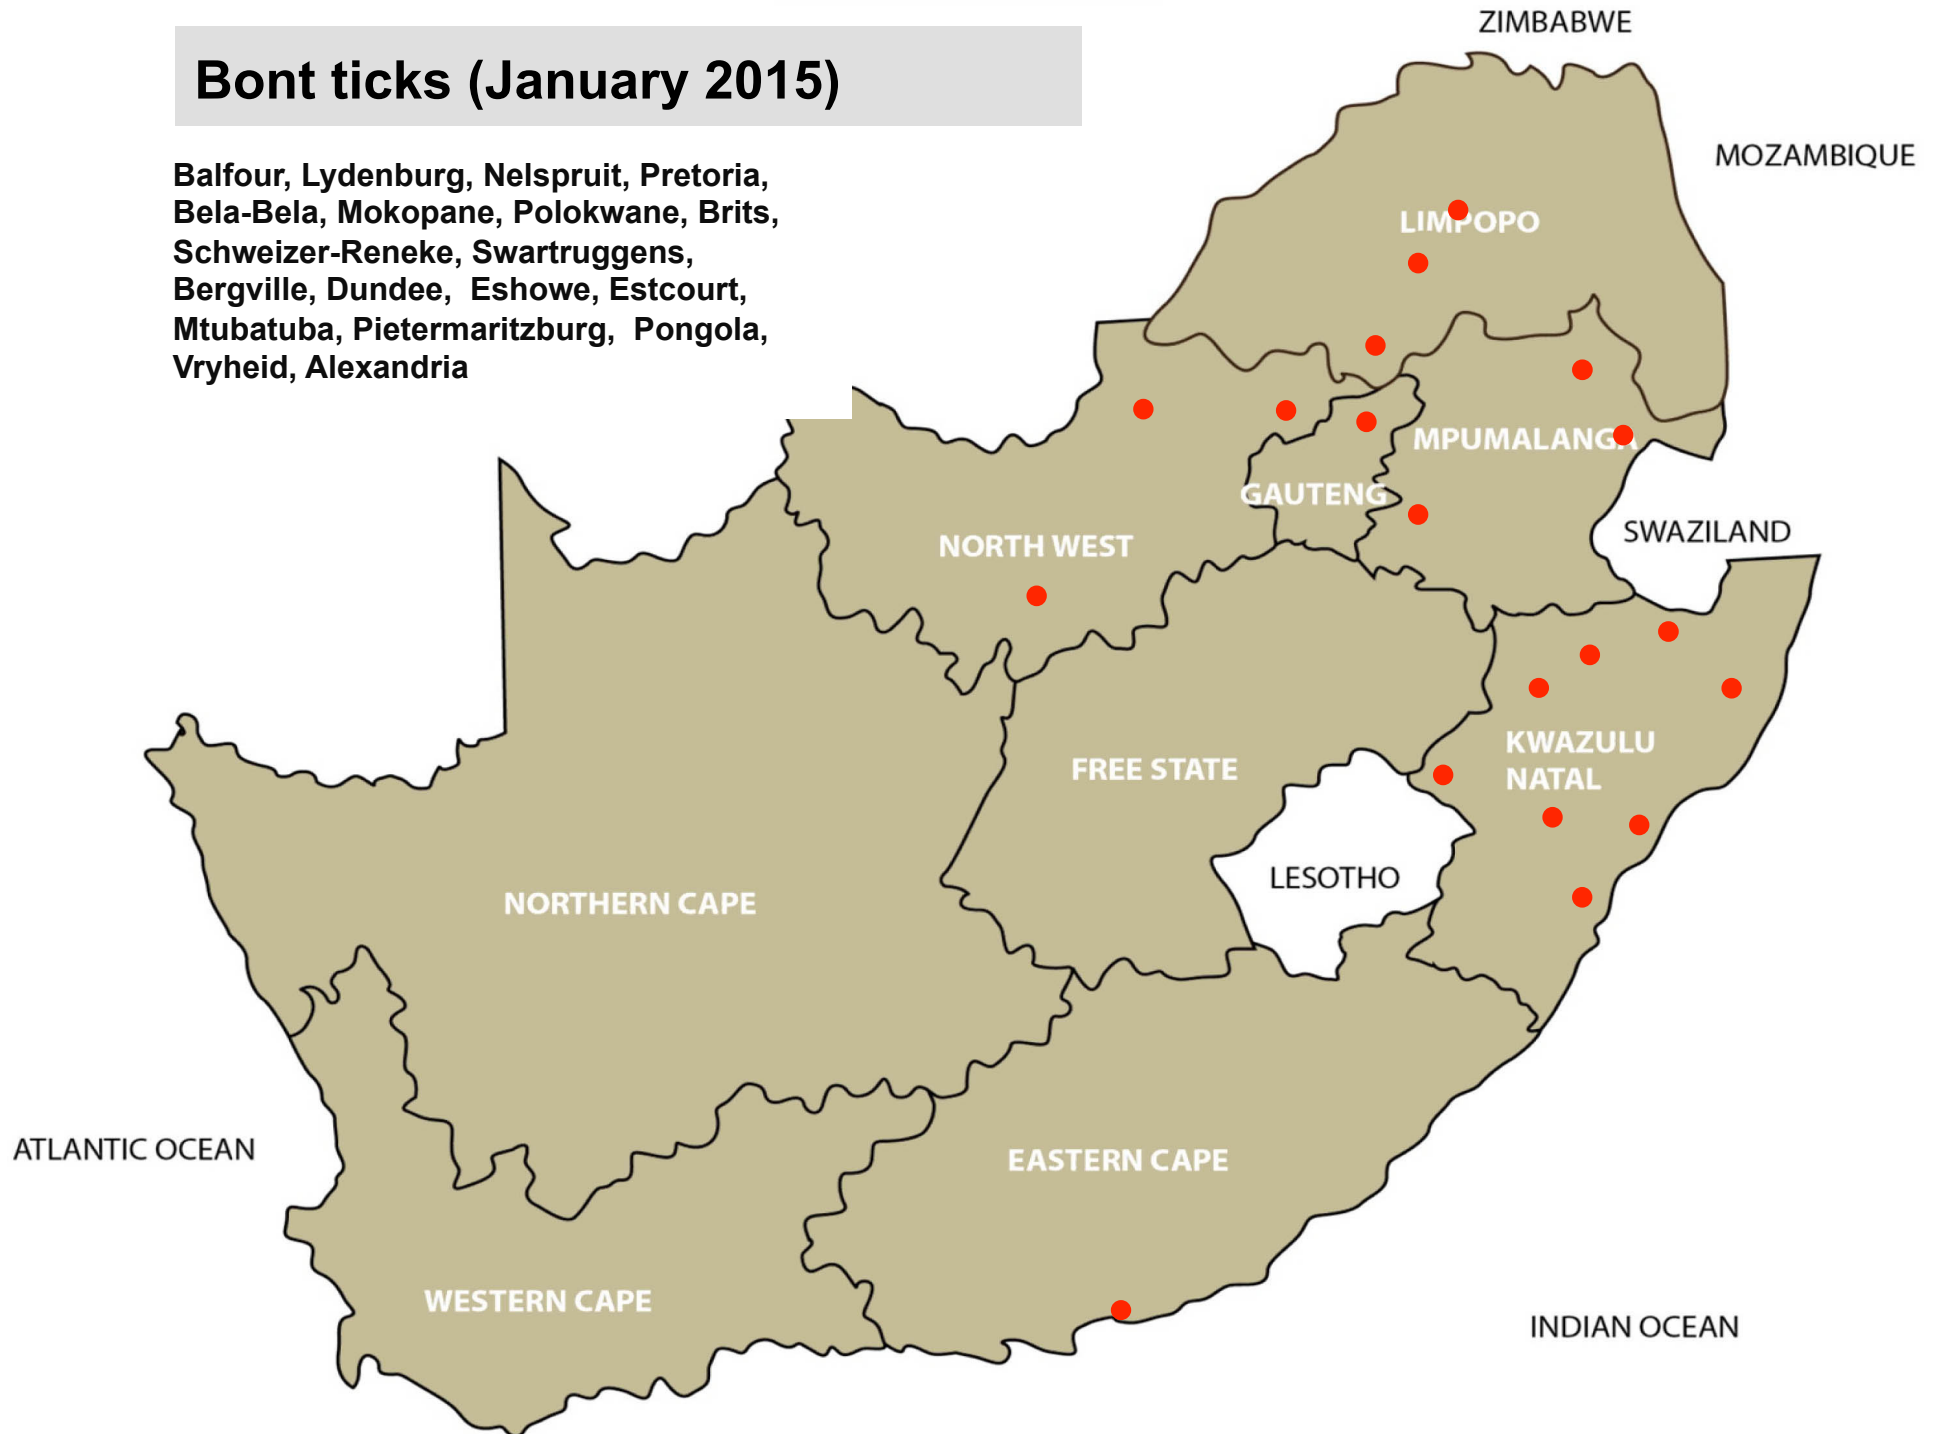 ZIMBABWE
Bont ticks (January 2015)
MOZAMBIQUE
Balfour, Lydenburg, Nelspruit, Pretoria,
Bela-Bela, Mokopane, Polokwane, Brits,
Schweizer-Reneke, Swartruggens,
Bergville, Dundee,  Eshowe, Estcourt,
Mtubatuba, Pietermaritzburg,  Pongola,
Vryheid, Alexandria
LIMPOPO
MPUMALANGA
GAUTENG
SWAZILAND
NORTH WEST
KWAZULU
NATAL
FREE STATE
LESOTHO
NORTHERN CAPE
ATLANTIC OCEAN
EASTERN CAPE
WESTERN CAPE
INDIAN OCEAN